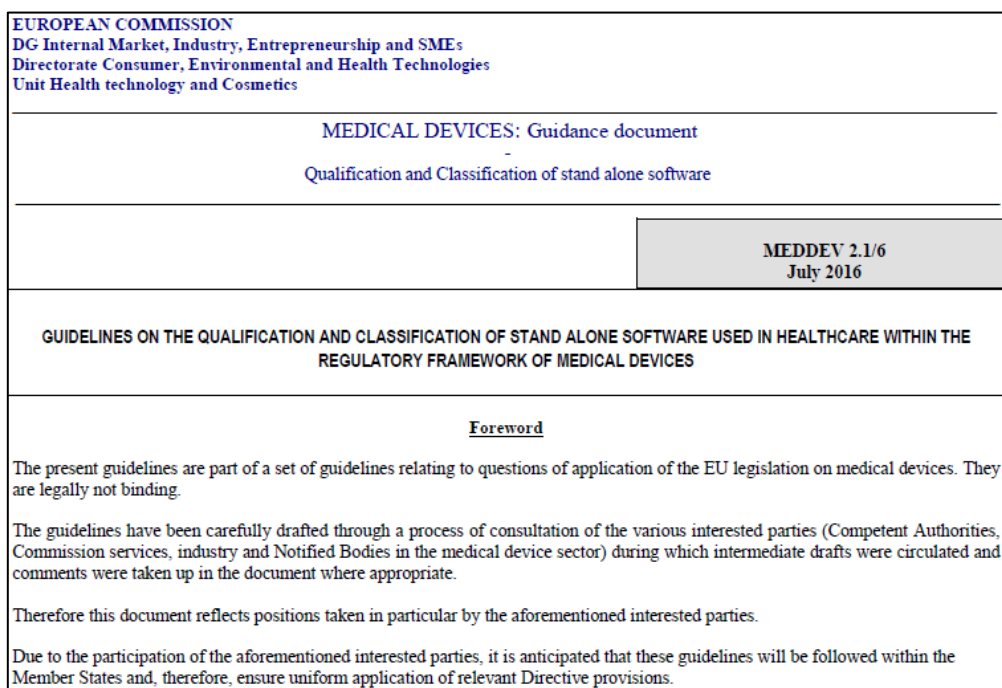 EUROPEAN COMMISSION
DG Internal Market, Industry, Entrepreneurship and SMEs
Directorate Consumer, Environmental and Health Technologies
Unit Health technology and Cosmetics
MEDICAL DEVICES: Guidance document
-
Qualification and Classification of stand alone software
MEDDEV 2.1/6
July 2016
GUIDELINES ON THE QUALIFICATION AND CLASSIFICATION OF STAND ALONE SOFTWARE USED IN HEALTHCARE WITHIN THE
REGULATORY FRAMEWORK OF MEDICAL DEVICES
Foreword
The present guidelines are part of a set of guidelines relating to questions of application of the EU legislation on medical devices. They
are legally not binding.
The guidelines have been carefully drafted through a process of consultation of the various interested parties (Competent Authorities,
Commission services, industry and Notified Bodies in the medical device sector) during which intermediate drafts were circulated and
comments were taken up in the document where appropriate.
Therefore this document reflects positions taken in particular by the aforementioned interested parties.
Due to the participation of the aforementioned interested parties, it is anticipated that these guidelines will be followed within the
Member States and, therefore, ensure uniform application of relevant Directive provisions.